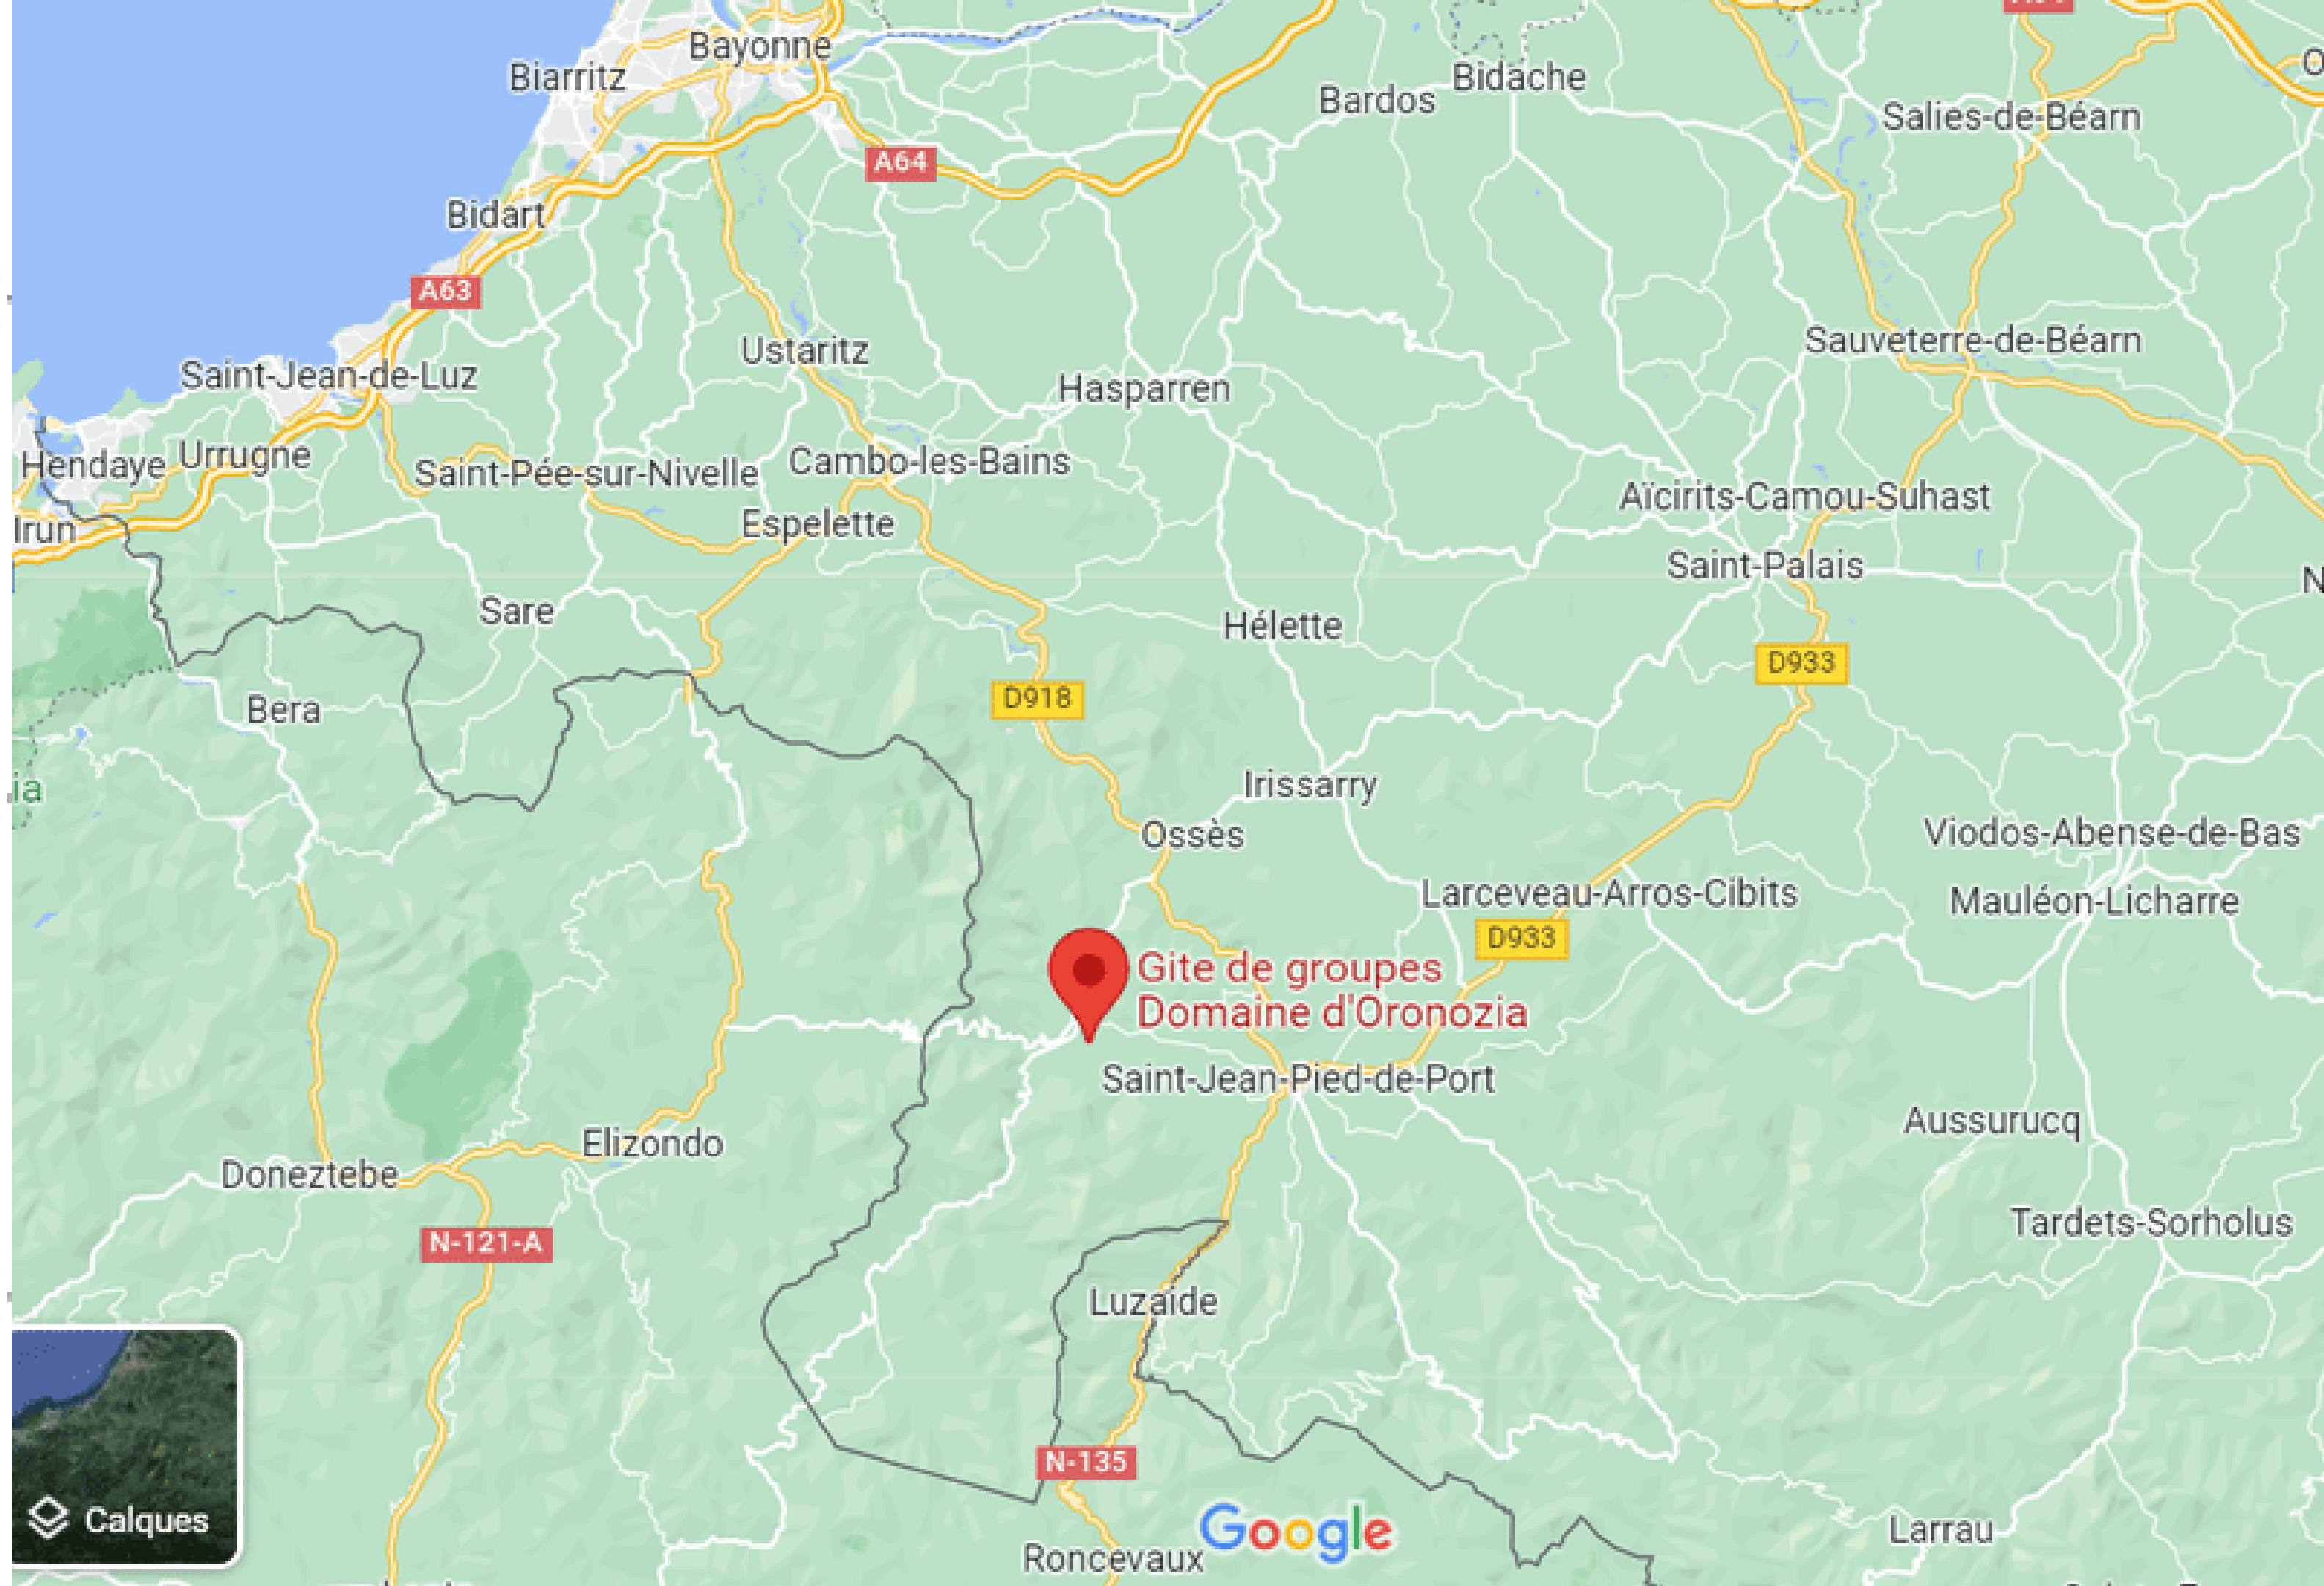 Bayonne
Biarritz
Bardos
Bidache
Salies-de-Béarn
A64
Bidart
A63
Ustaritz
Sauveterre-de-Béarn
Saint-Jean-de-Luz
Hasparren
Hendaye
Urrugne
Saint-Pée-sur-Nivelle
Cambo-les-Bains
Aïcirits-Camou-Suhast
Irun
Espelette
Saint-Palais
Sare
Hélette
D933
D918
Bera
Irissarry
ia
Ossès
Viodos-Abense-de-Bas
Larceveau-Arros-Cibits
Mauléon-Licharre
D933
Gite de groupes
Domaine d'Oronozia
Saint-Jean-Pied-de-Port
Aussurucq
Elizondo
Doneztebe
Tardets-Sorholus
N-121-A
Luzaide
N-135
Calques
Google
Larrau
Roncevaux